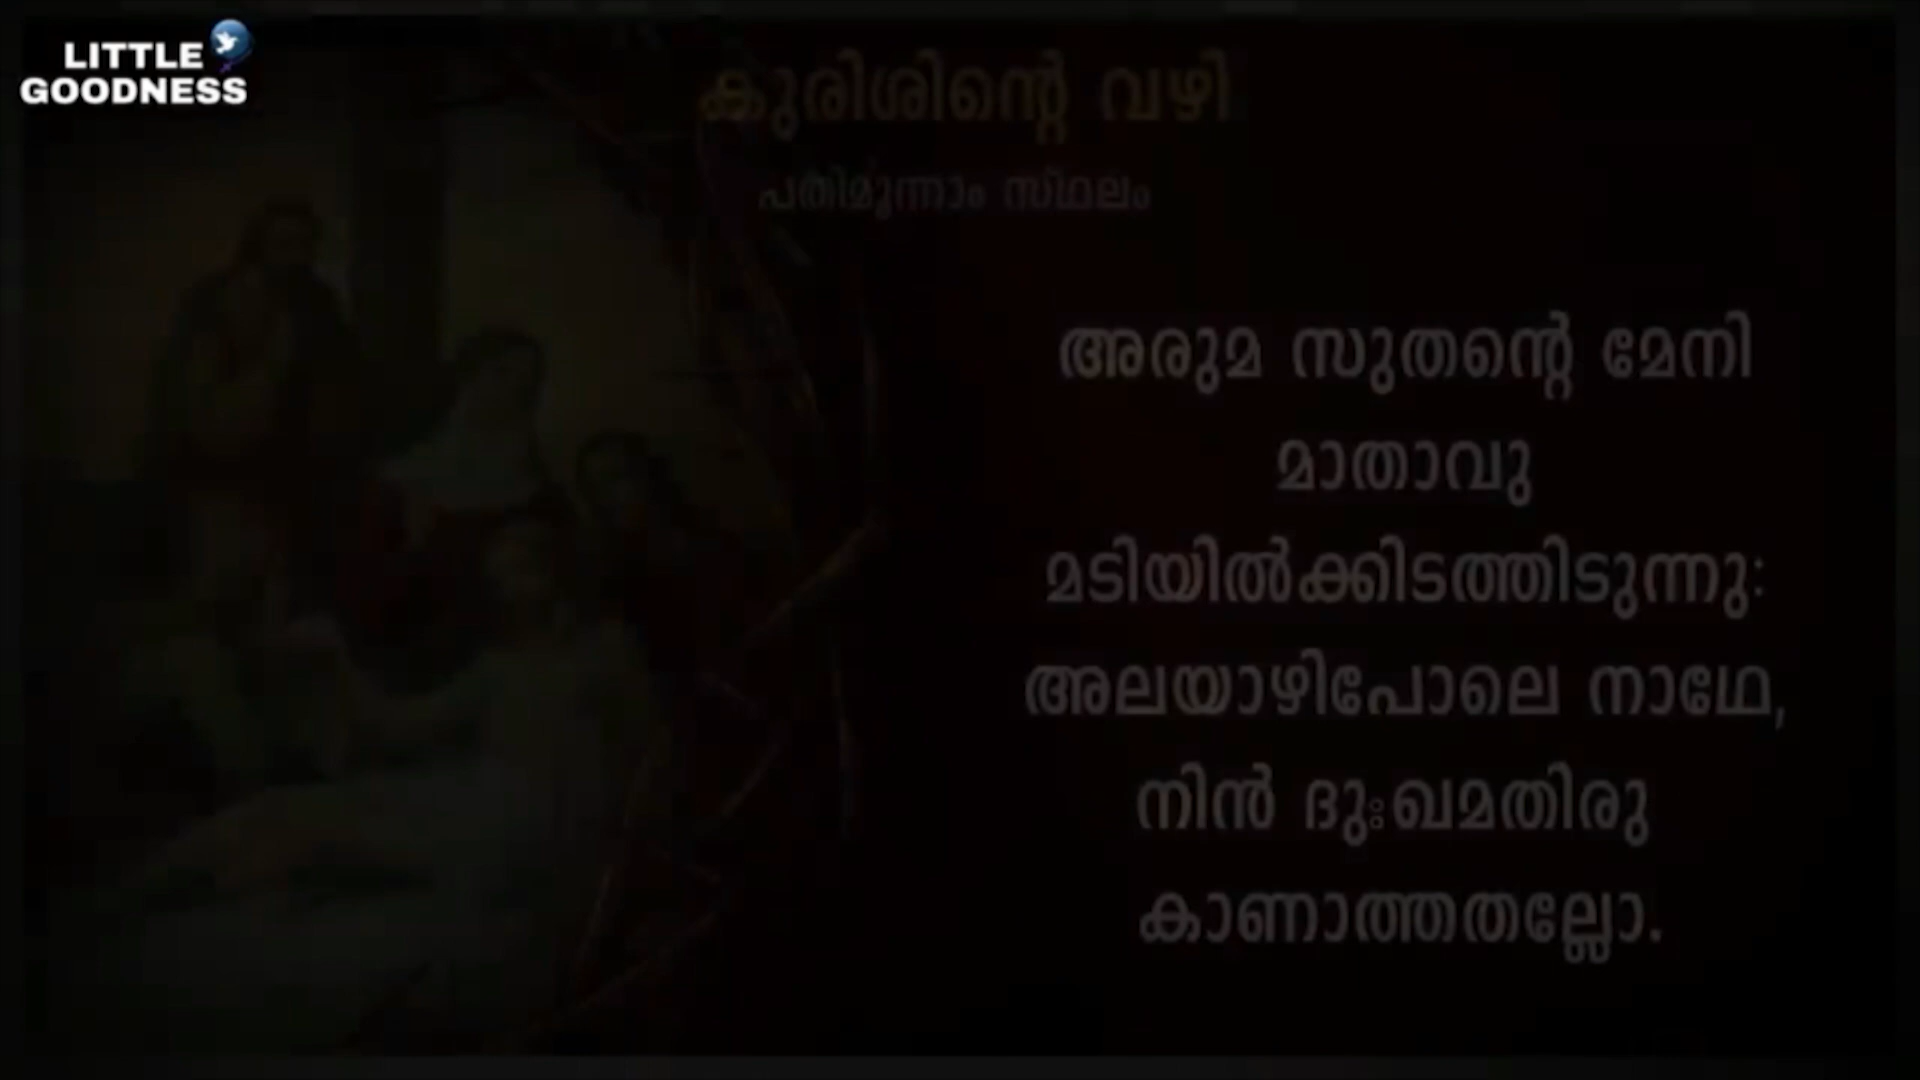 LITTLE
GOODNESS
കുരിശിന്റെ വഴി
പതിമൂന്നാം സ്ഥലം
അരുമ സുതന്റെ മേനി
മാതാവു
മടിയിൽക്കിടത്തിടുന്നു:
അലയാഴിപോലെ നാഥേ,
നിൻ ദുഃഖമതിരു
കാണാത്തതല്ലോ.